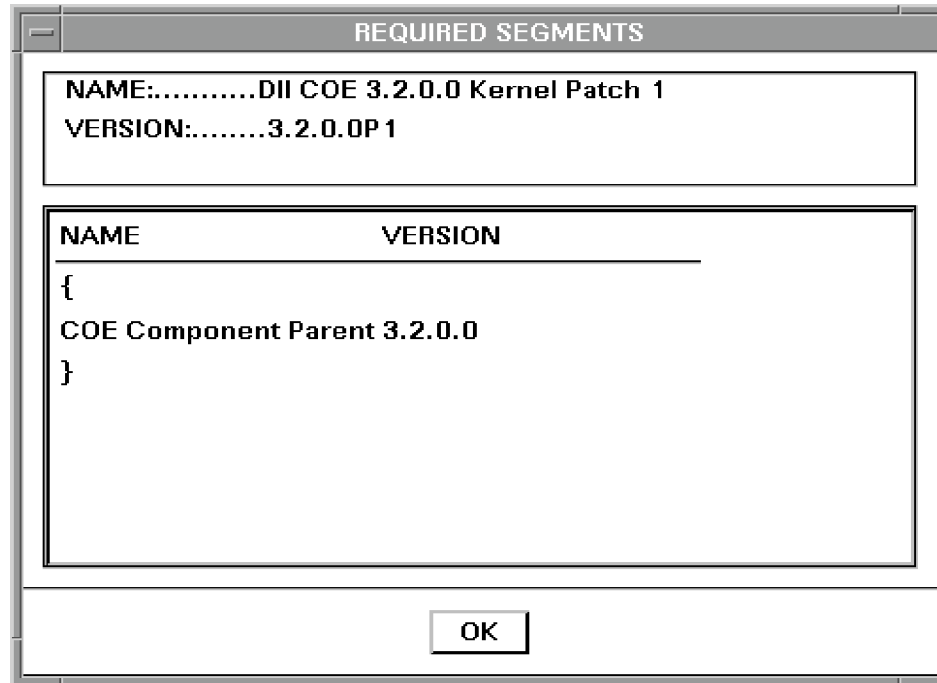 REQUIRED SEGMENTS
NAME:...........DII COE 3.2.0.0 Kernel Patch 1
VERSION:........3.2.0.0P1
NAME VERSION
{
COE Component Parent 3.2.0.0
}
OK